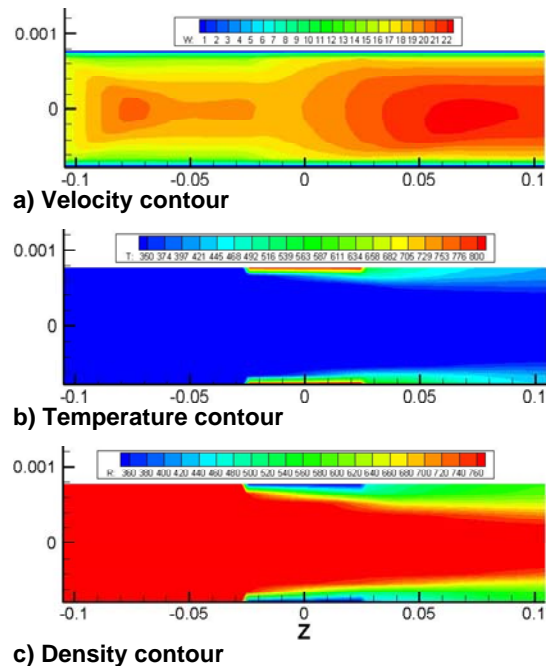 0.001
W: 1 2 3 4 5 6 8 9 10 11 12 13 14 15 16 17 18 19 20 21 22
0
-0.1 -0.05 0 0.05 0.1
a) Velocity contour
0.001
T: 350 374 397 421 445 468 492 516 539 563 587 611 634 658 682 705 729 753 776 800
0
-0.1 -0.05 0 0.05 0.1
b) Temperature contour
0.001
R: 360 380 400 420 440 460 480 500 520 540 560 580 600 620 640 660 680 700 720 740 760
0
-0.1 -0.05 0 0.05 0.1
Z
c) Density contour